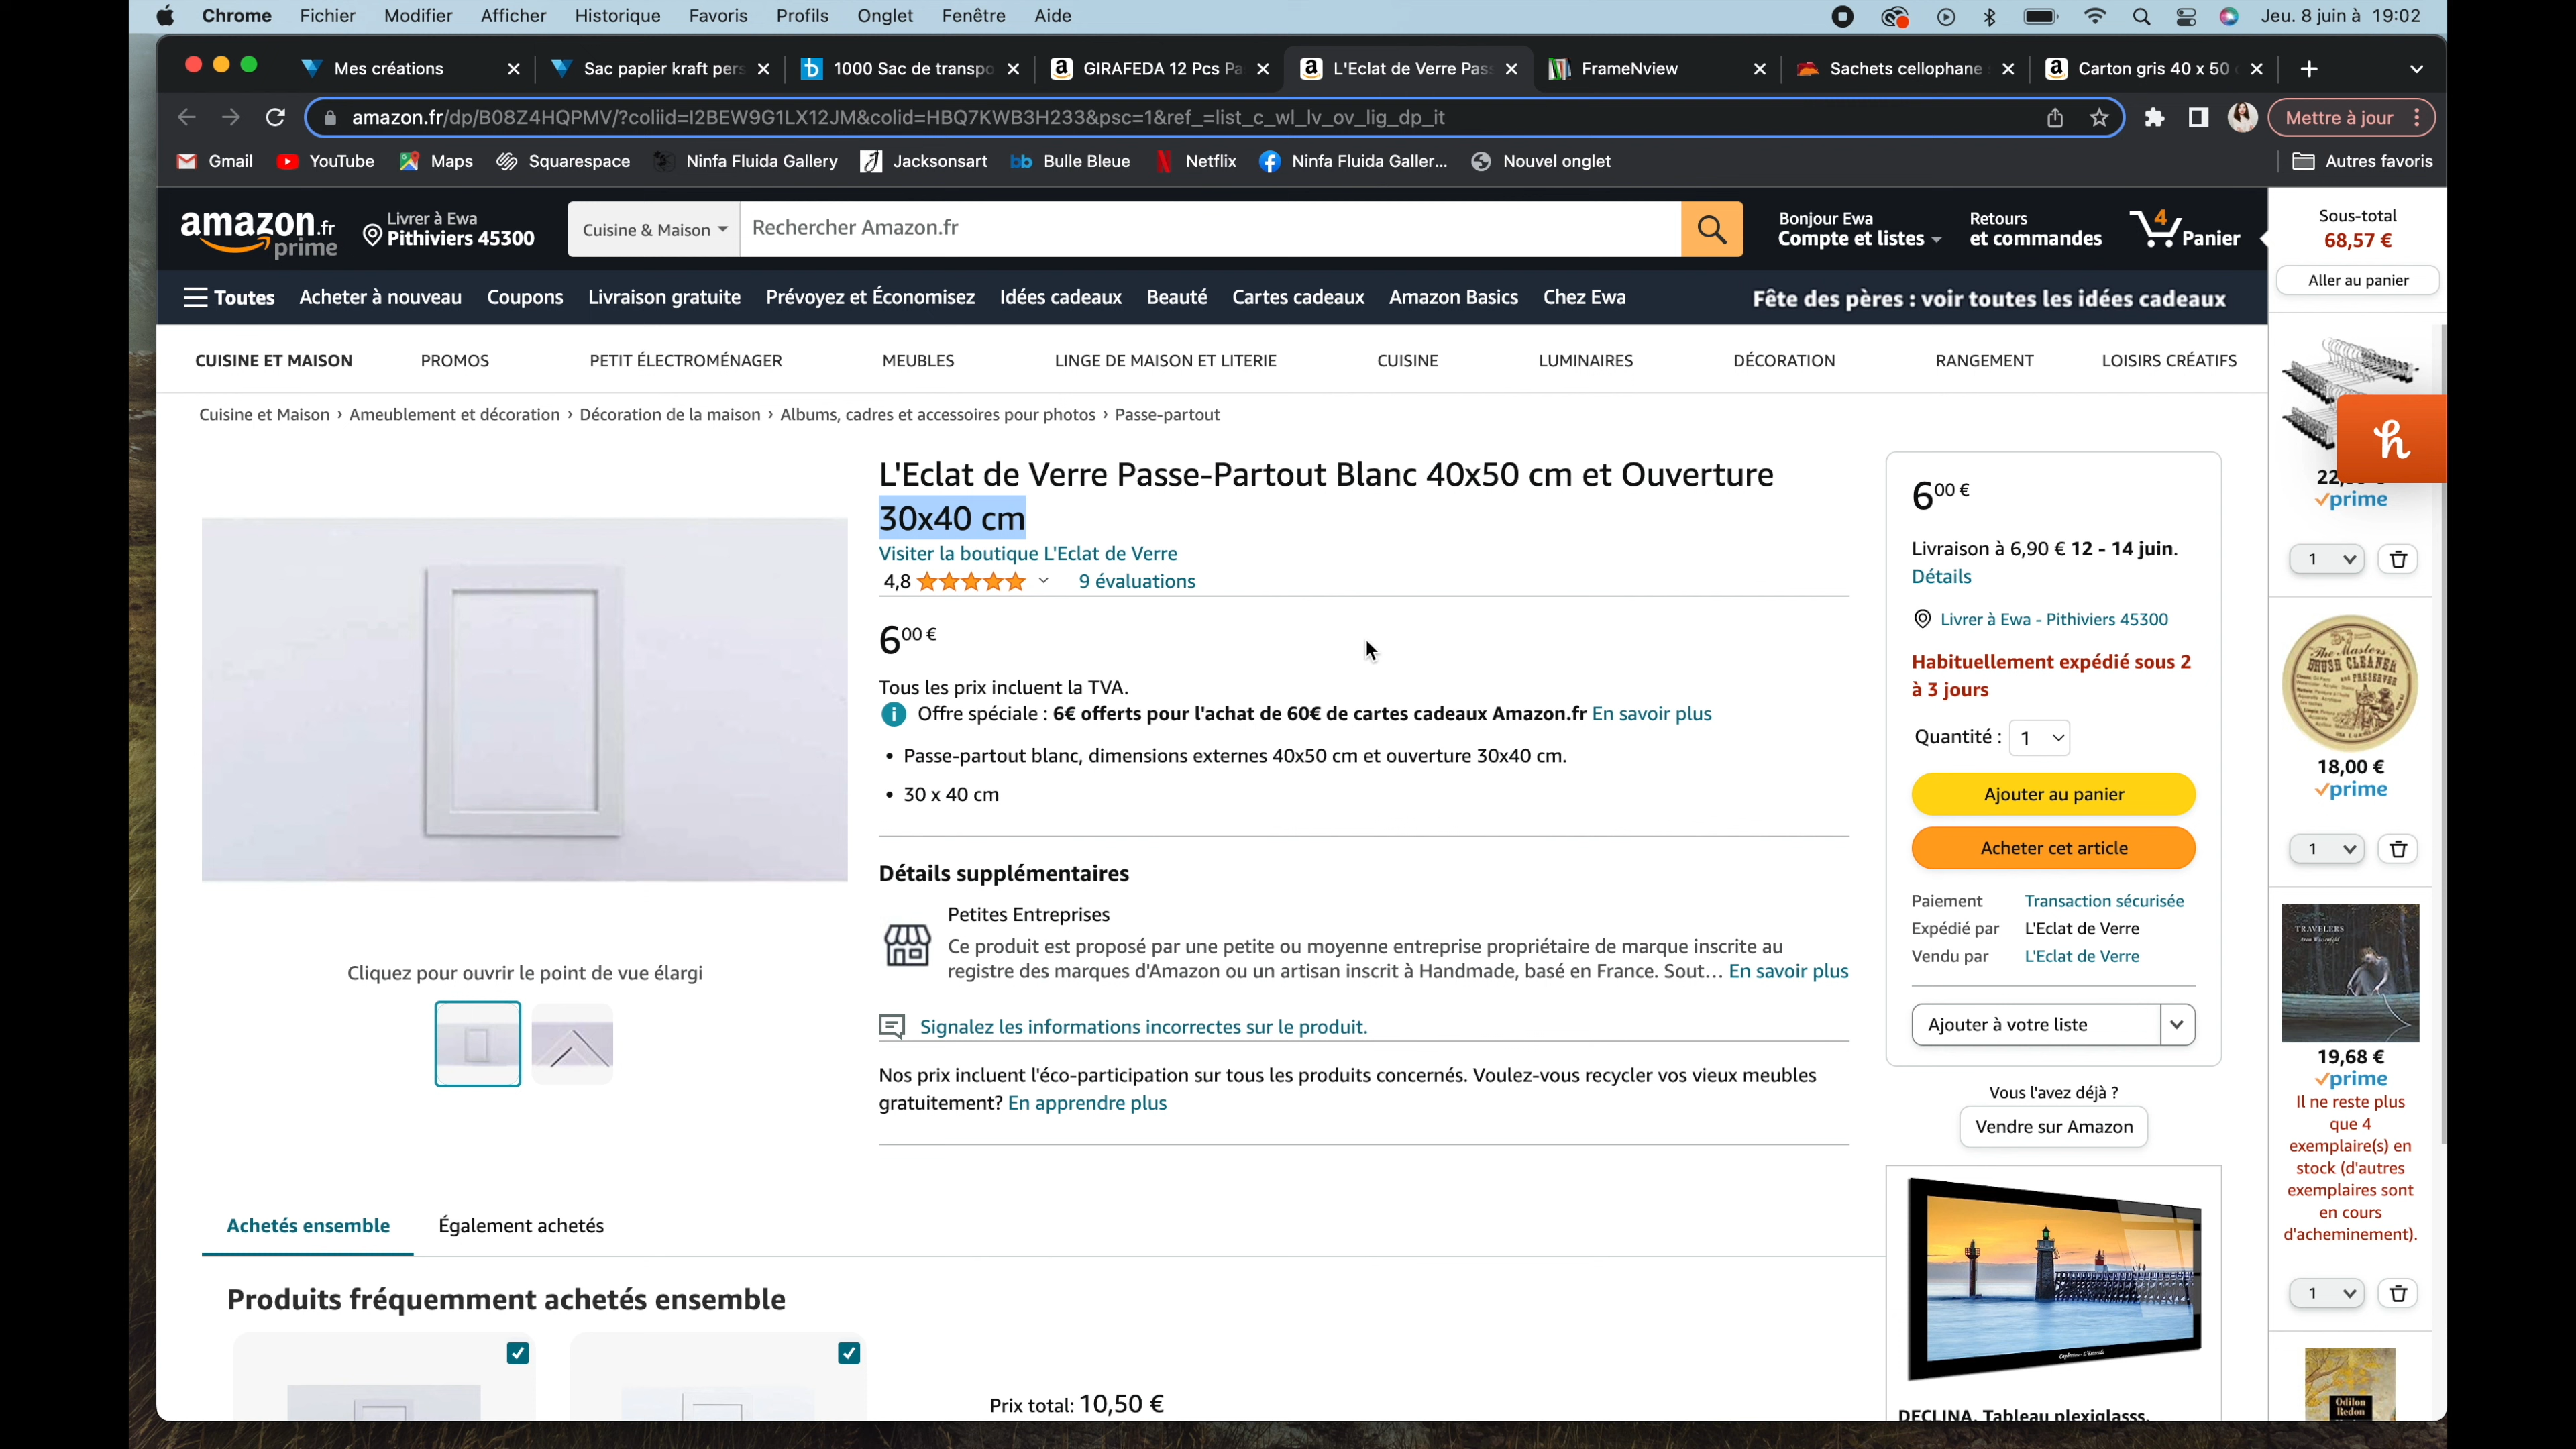 Chrome Fichier Modifier Afficher Historique Favoris Profils Onglet Fenêtre Aide Jeu. 8 juin à 19:02
Mes créations
Sac papier kraft pers
1000 Sac de transpo
GIRAFEDA 12 Pcs Pa
L'Eclat de Verre Pass
FrameNview
Sachets cellophane
Carton gris 40 x 50
amazon.fr/dp/B08Z4HQPMV/?coliid=I2BEW9G1LX12JM&colid=HBQ7KWB3H233&psc=1&ref_=list_c_wl_lv_ov_lig_dp_it
Mettre à jour
Gmail YouTube Maps Squarespace Ninfa Fluida Gallery Jacksonsart Bulle Bleue Netflix Ninfa Fluida Galler... Nouvel onglet Autres favoris
amazon.fr
prime
Livrer à Ewa
Pithiviers 45300
Cuisine & Maison
Rechercher Amazon.fr
Bonjour Ewa
Compte et listes
Retours
et commandes
4
Panier
Toutes Acheter à nouveau Coupons Livraison gratuite Prévoyez et Économisez Idées cadeaux Beauté Cartes cadeaux Amazon Basics Chez Ewa
Fête des pères : voir toutes les idées cadeaux
CUISINE ET MAISON PROMOS PETIT ÉLECTROMÉNAGER MEUBLES LINGE DE MAISON ET LITERIE CUISINE LUMINAIRES DÉCORATION RANGEMENT LOISIRS CRÉATIFS
Cuisine et Maison › Ameublement et décoration › Décoration de la maison › Albums, cadres et accessoires pour photos › Passe-partout
Cliquez pour ouvrir le point de vue élargi
L'Eclat de Verre Passe-Partout Blanc 40x50 cm et Ouverture
30x40 cm
Visiter la boutique L'Eclat de Verre
4,8
9 évaluations
6⁰⁰ €
Tous les prix incluent la TVA.
Offre spéciale : 6€ offerts pour l'achat de 60€ de cartes cadeaux Amazon.fr En savoir plus
• Passe-partout blanc, dimensions externes 40x50 cm et ouverture 30x40 cm.
• 30 x 40 cm
Détails supplémentaires
Petites Entreprises
Ce produit est proposé par une petite ou moyenne entreprise propriétaire de marque inscrite au
registre des marques d'Amazon ou un artisan inscrit à Handmade, basé en France. Sout... En savoir plus
Signalez les informations incorrectes sur le produit.
Nos prix incluent l'éco-participation sur tous les produits concernés. Voulez-vous recycler vos vieux meubles
gratuitement? En apprendre plus
6⁰⁰ €
Livraison à 6,90 € 12 - 14 juin.
Détails
Livrer à Ewa - Pithiviers 45300
Habituellement expédié sous 2
à 3 jours
Quantité : 1
Ajouter au panier
Acheter cet article
Paiement Transaction sécurisée
Expédié par L'Eclat de Verre
Vendu par L'Eclat de Verre
Ajouter à votre liste
Vous l'avez déjà ?
Vendre sur Amazon
DECLINA. Tableau plexiglasss.
Achetés ensemble
Également achetés
Produits fréquemment achetés ensemble
Prix total: 10,50 €
Sous-total
68,57 €
Aller au panier
prime
1
The Masters
BRUSH CLEANER
and PRESERVER
18,00 €
prime
1
TRAVELERS
19,68 €
prime
Il ne reste plus
que 4
exemplaire(s) en
stock (d'autres
exemplaires sont
en cours
d'acheminement).
1
Odilon
Redon